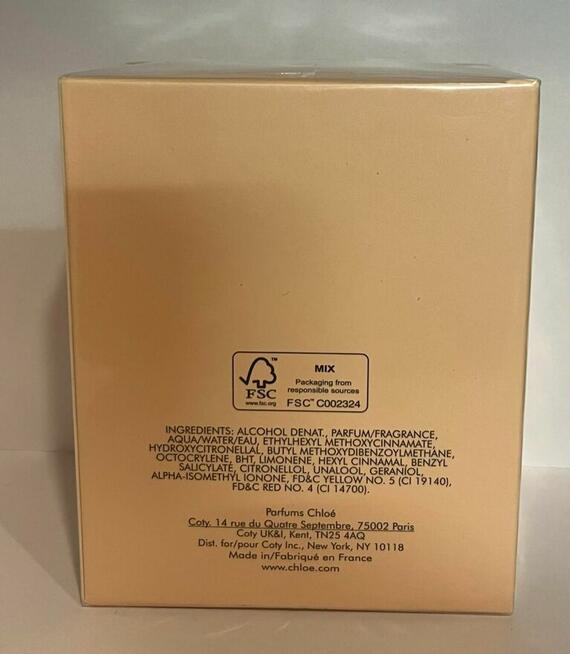 FSC™
www.fsc.org
MIX
Packaging from
responsible sources
FSC™ C002324
INGREDIENTS: ALCOHOL DENAT., PARFUM/FRAGRANCE,
AQUA/WATER/EAU, ETHYLHEXYL METHOXYCINNAMATE,
HYDROXYCITRONELLAL, BUTYL METHOXYDIBENZOYLMETHANE,
OCTOCRYLENE, BHT, LIMONENE, HEXYL CINNAMAL, BENZYL
SALICYLATE, CITRONELLOL, LINALOOL, GERANIOL,
ALPHA-ISOMETHYL IONONE, FD&C YELLOW NO. 5 (CI 19140),
FD&C RED NO. 4 (CI 14700).
Parfums Chloé
Coty. 14 rue du Quatre Septembre, 75002 Paris
Coty UK&I, Kent, TN25 4AQ
Dist. for/pour Coty Inc., New York, NY 10118
Made in/Fabriqué en France
www.chloe.com